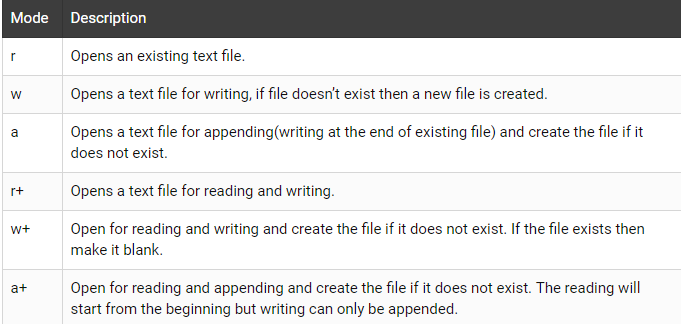 Mode Description
r Opens an existing text file.
w Opens a text file for writing, if file doesn’t exist then a new file is created.
a Opens a text file for appending(writing at the end of existing file) and create the file if it
does not exist.
r+ Opens a text file for reading and writing.
w+ Open for reading and writing and create the file if it does not exist. If the file exists then
make it blank.
a+ Open for reading and appending and create the file if it does not exist. The reading will
start from the beginning but writing can only be appended.